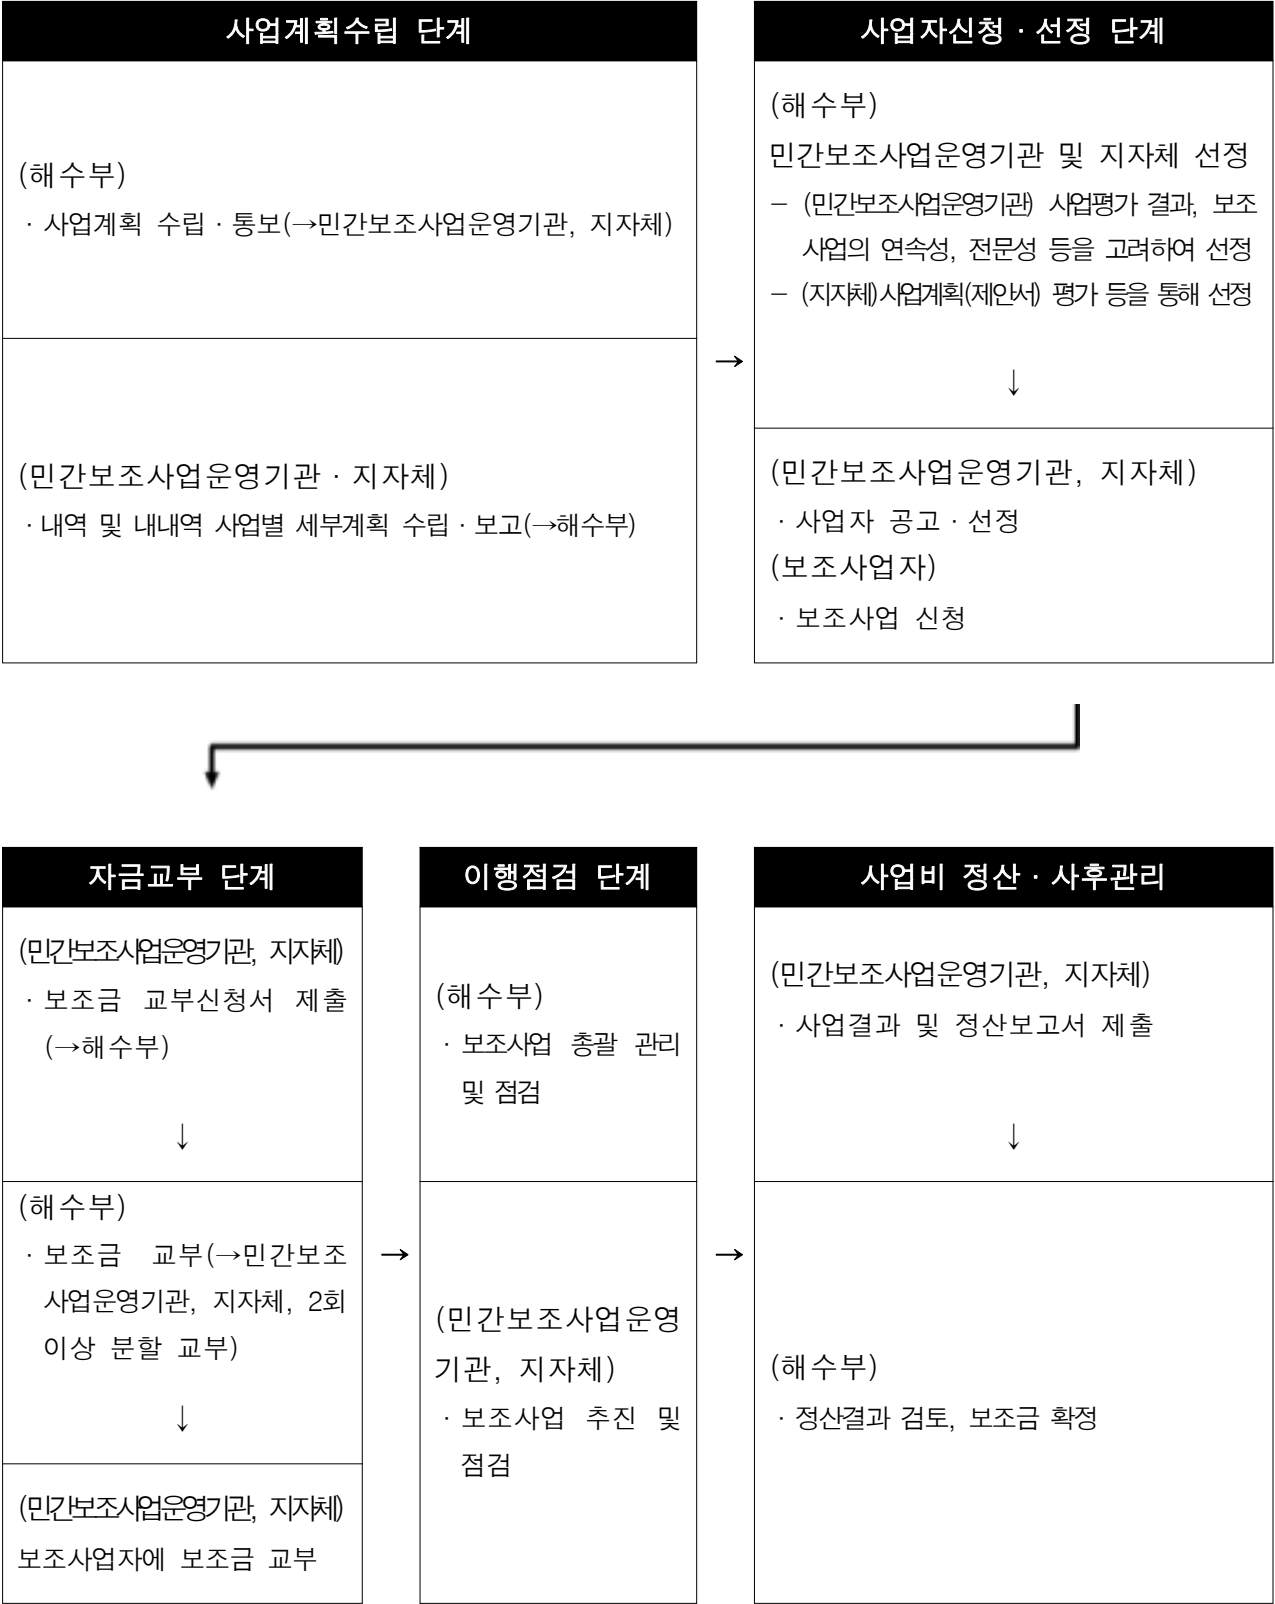 사업계획수립 단계
(해수부)
· 사업계획 수립 · 통보(→민간보조사업운영기관, 지자체)
(민간보조사업운영기관 · 지자체)
· 내역 및 내내역 사업별 세부계획 수립 · 보고(→해수부)
→
사업자신청 · 선정 단계
(해수부)
민간보조사업운영기관 및 지자체 선정
- (민간보조사업운영기관) 사업평가 결과, 보조
사업의 연속성, 전문성 등을 고려하여 선정
- (지자체)사업계획(제안서) 평가 등을 통해 선정
↓
(민간보조사업운영기관, 지자체)
· 사업자 공고 · 선정
(보조사업자)
· 보조사업 신청
자금교부 단계
(민간보조사업운영기관, 지자체)
· 보조금 교부신청서 제출
(→해수부)
↓
(해수부)
· 보조금 교부(→민간보조
사업운영기관, 지자체, 2회
이상 분할 교부)
↓
(민간보조사업운영기관, 지자체)
보조사업자에 보조금 교부
→
이행점검 단계
(해수부)
· 보조사업 총괄 관리
및 점검
(민간보조사업운영
기관, 지자체)
· 보조사업 추진 및
점검
→
사업비 정산 · 사후관리
(민간보조사업운영기관, 지자체)
· 사업결과 및 정산보고서 제출
↓
(해수부)
· 정산결과 검토, 보조금 확정